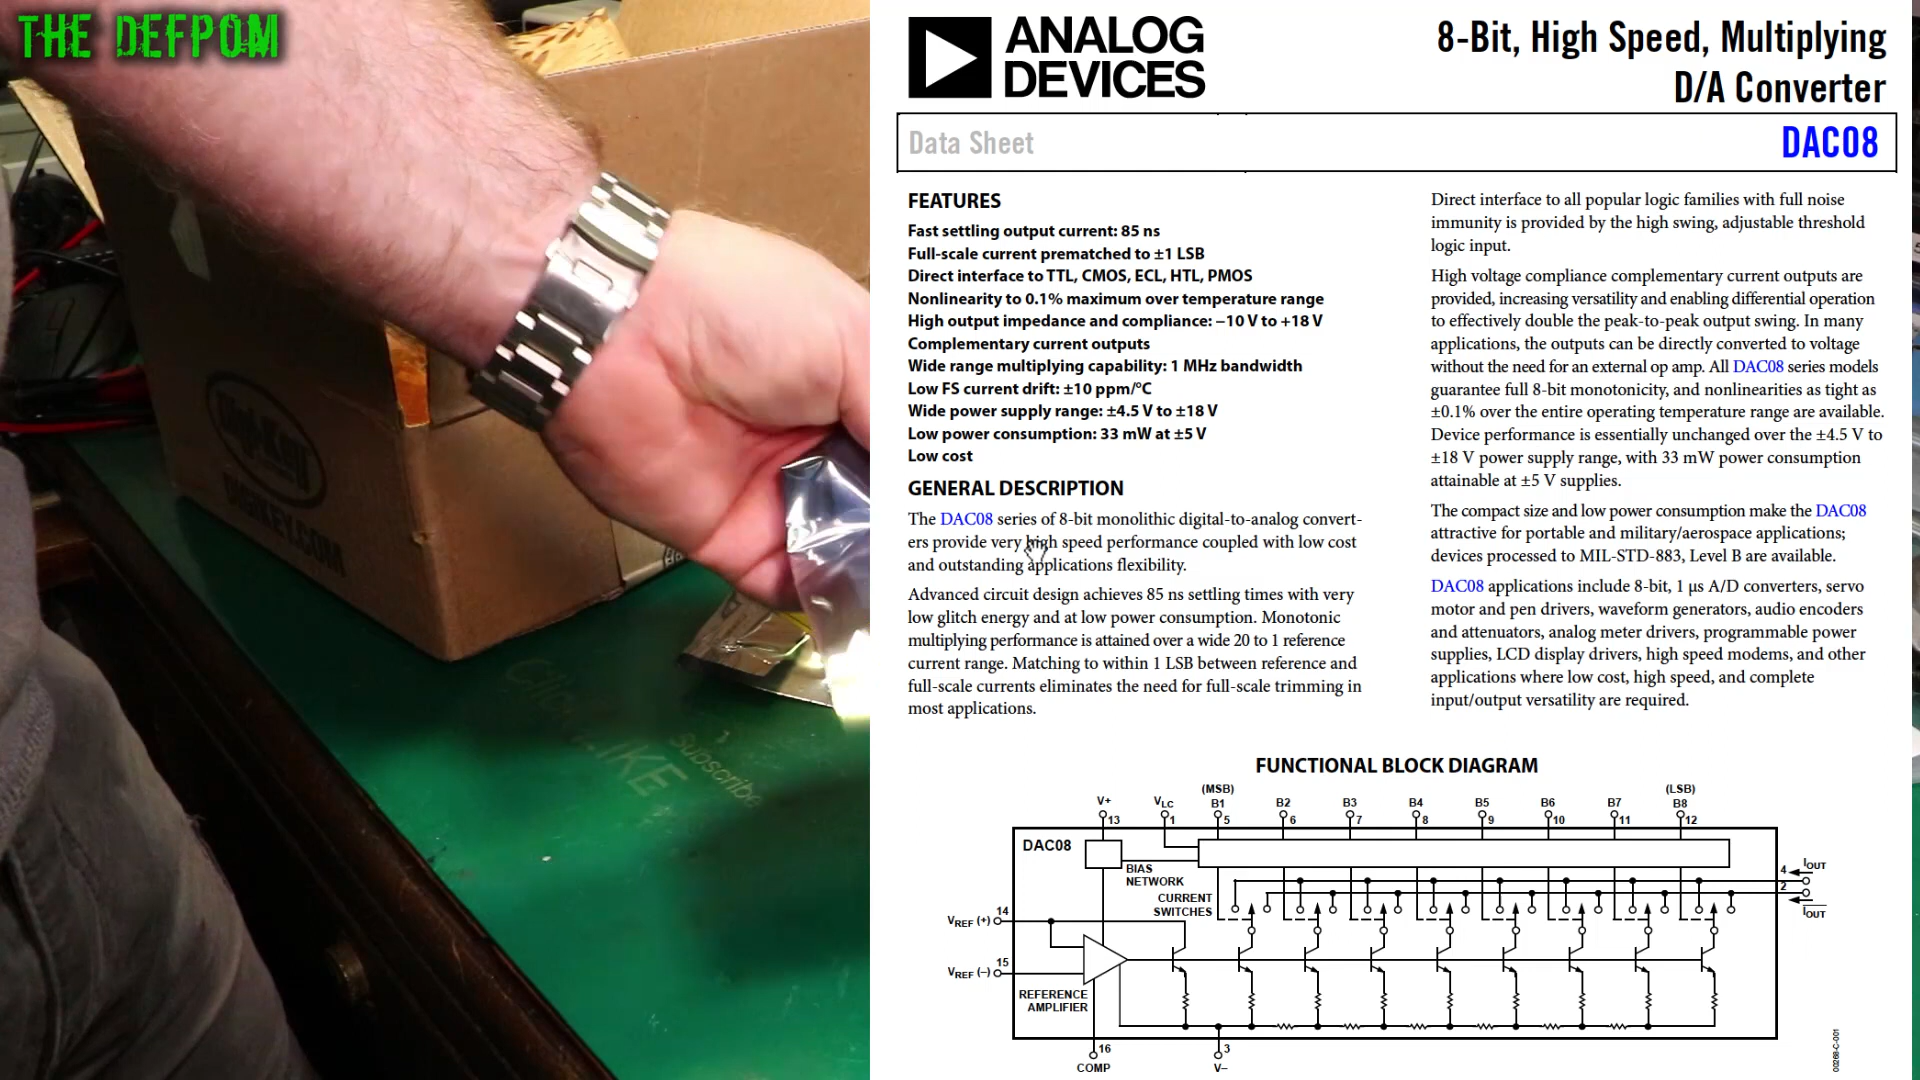 THE DEFPOM
Digi-Key
DIGIKEY.COM
Click
LIKE
Subscribe
ANALOG
DEVICES
8-Bit, High Speed, Multiplying
D/A Converter
Data Sheet
DAC08
FEATURES
Fast settling output current: 85 ns
Full-scale current prematched to ±1 LSB
Direct interface to TTL, CMOS, ECL, HTL, PMOS
Nonlinearity to 0.1% maximum over temperature range
High output impedance and compliance: −10 V to +18 V
Complementary current outputs
Wide range multiplying capability: 1 MHz bandwidth
Low FS current drift: ±10 ppm/°C
Wide power supply range: ±4.5 V to ±18 V
Low power consumption: 33 mW at ±5 V
Low cost
GENERAL DESCRIPTION
The DAC08 series of 8-bit monolithic digital-to-analog convert-
ers provide very high speed performance coupled with low cost
and outstanding applications flexibility.
Advanced circuit design achieves 85 ns settling times with very
low glitch energy and at low power consumption. Monotonic
multiplying performance is attained over a wide 20 to 1 reference
current range. Matching to within 1 LSB between reference and
full-scale currents eliminates the need for full-scale trimming in
most applications.
Direct interface to all popular logic families with full noise
immunity is provided by the high swing, adjustable threshold
logic input.
High voltage compliance complementary current outputs are
provided, increasing versatility and enabling differential operation
to effectively double the peak-to-peak output swing. In many
applications, the outputs can be directly converted to voltage
without the need for an external op amp. All DAC08 series models
guarantee full 8-bit monotonicity, and nonlinearities as tight as
±0.1% over the entire operating temperature range are available.
Device performance is essentially unchanged over the ±4.5 V to
±18 V power supply range, with 33 mW power consumption
attainable at ±5 V supplies.
The compact size and low power consumption make the DAC08
attractive for portable and military/aerospace applications;
devices processed to MIL-STD-883, Level B are available.
DAC08 applications include 8-bit, 1 µs A/D converters, servo
motor and pen drivers, waveform generators, audio encoders
and attenuators, analog meter drivers, programmable power
supplies, LCD display drivers, high speed modems, and other
applications where low cost, high speed, and complete
input/output versatility are required.
FUNCTIONAL BLOCK DIAGRAM
(MSB) (LSB)
V+ VLC B1 B2 B3 B4 B5 B6 B7 B8
13 1 5 6 7 8 9 10 11 12
DAC08
BIAS
NETWORK
CURRENT
SWITCHES
4 IOUT
2 IOUT
14
VREF (+)
15
VREF (–)
REFERENCE
AMPLIFIER
16 3
COMP V–
00268-C-001